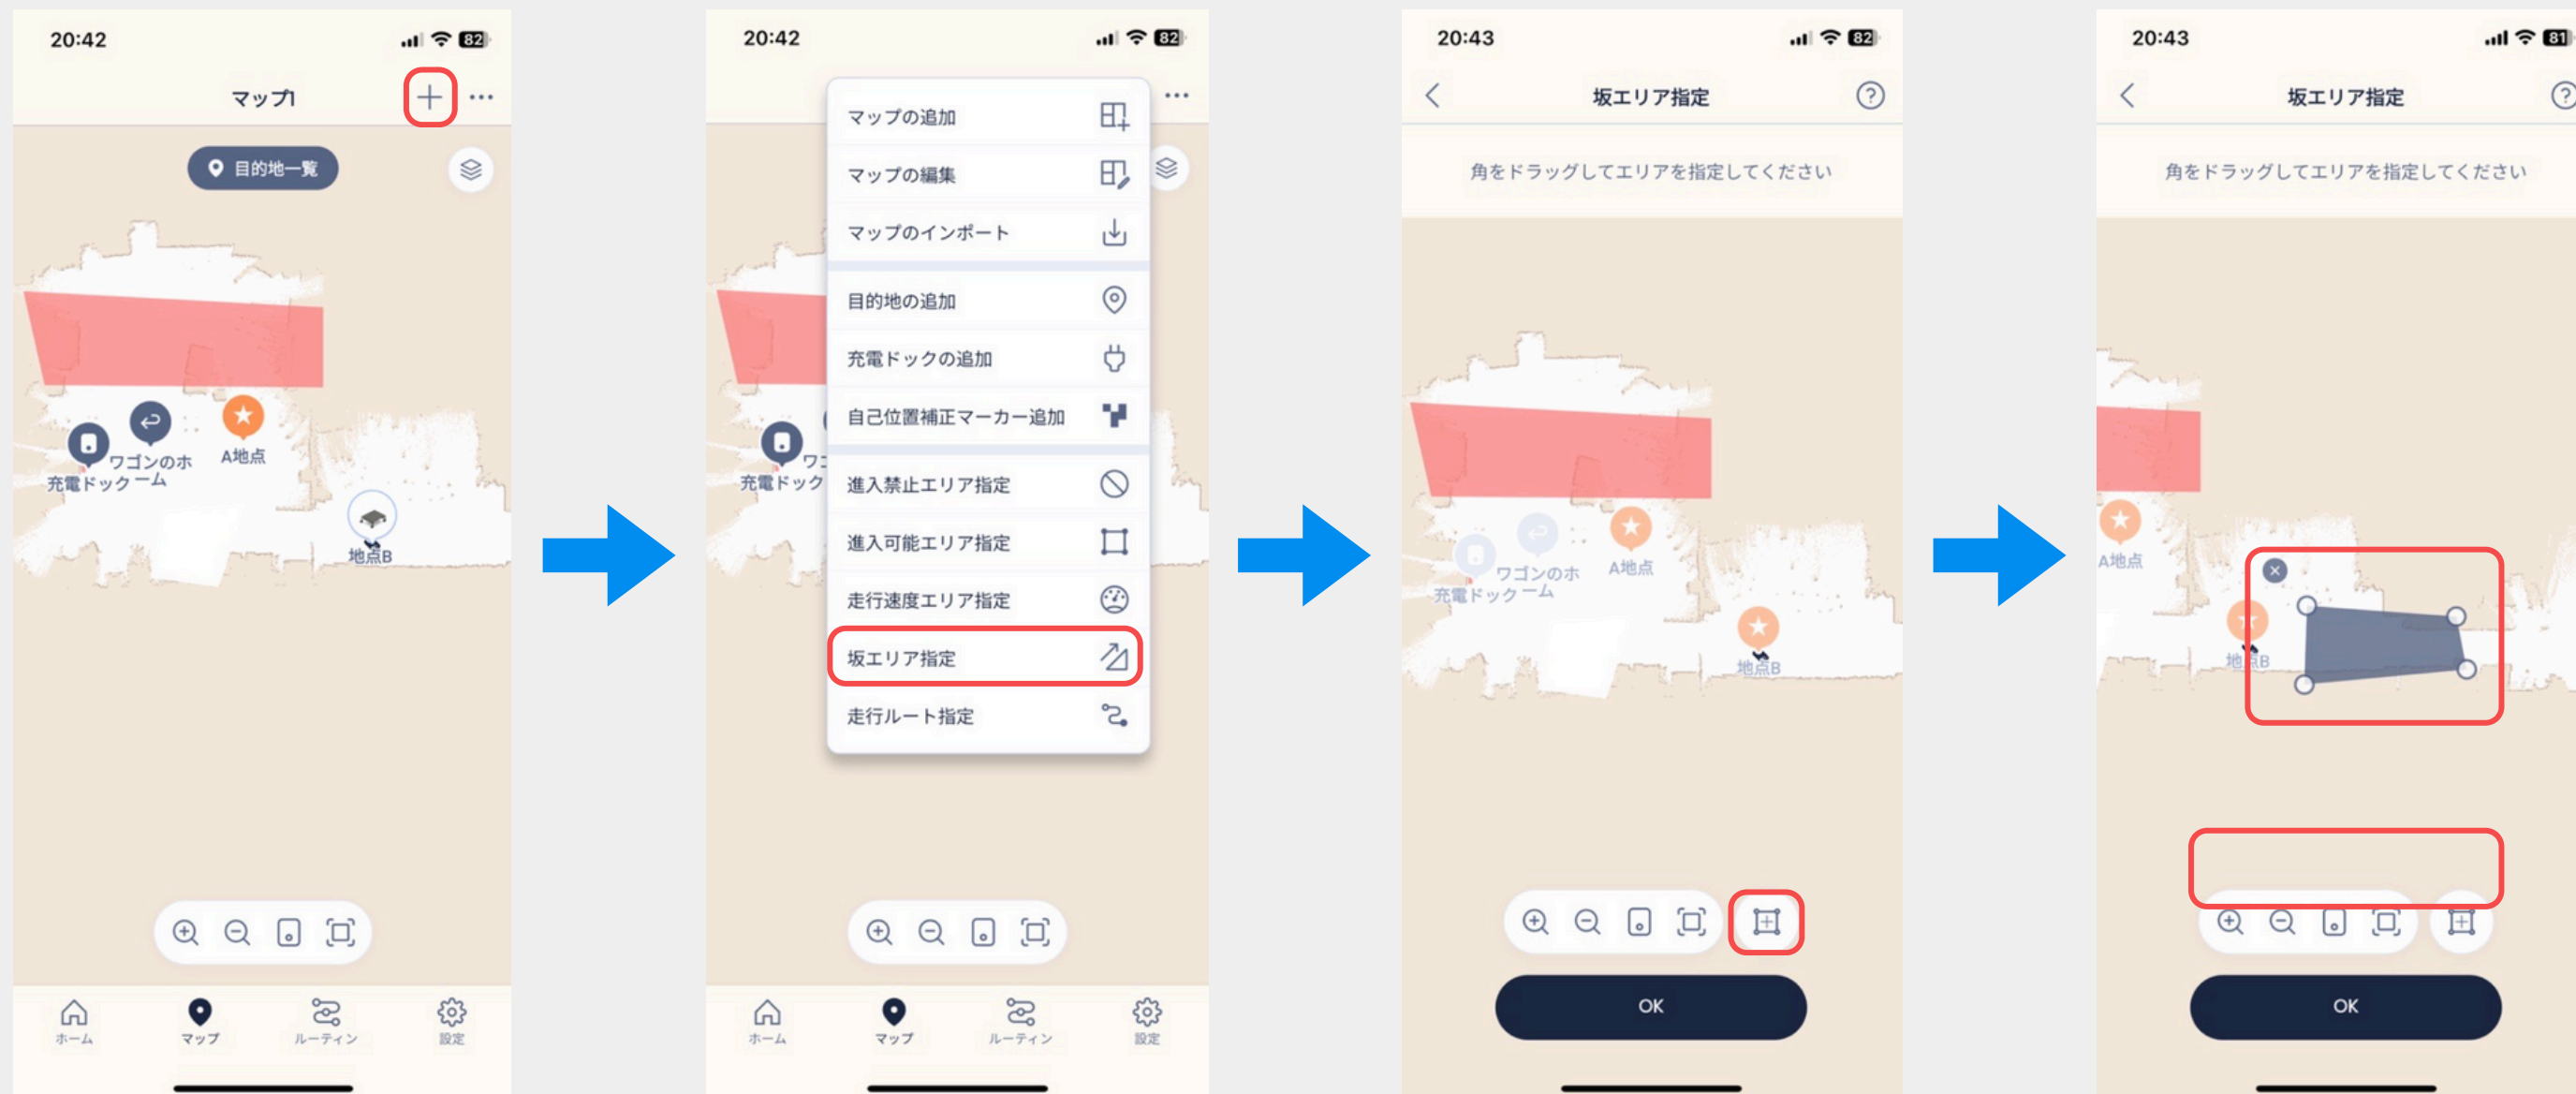 20:42
82
マップ1
目的地一覧
ワゴンのホ
ーム
A地点
充電ドック
地点B
ホーム
マップ
ルーティン
設定
20:42
82
マップの追加
マップの編集
マップのインポート
目的地の追加
充電ドックの追加
自己位置補正マーカー追加
進入禁止エリア指定
進入可能エリア指定
走行速度エリア指定
坂エリア指定
走行ルート指定
ワゴ
充電ドック
ホーム
マップ
ルーティン
設定
20:43
82
坂エリア指定
角をドラッグしてエリアを指定してください
ワゴンのホ
ーム
A地点
充電ドック
地点B
OK
20:43
81
坂エリア指定
角をドラッグしてエリアを指定してください
A地点
地点B
OK